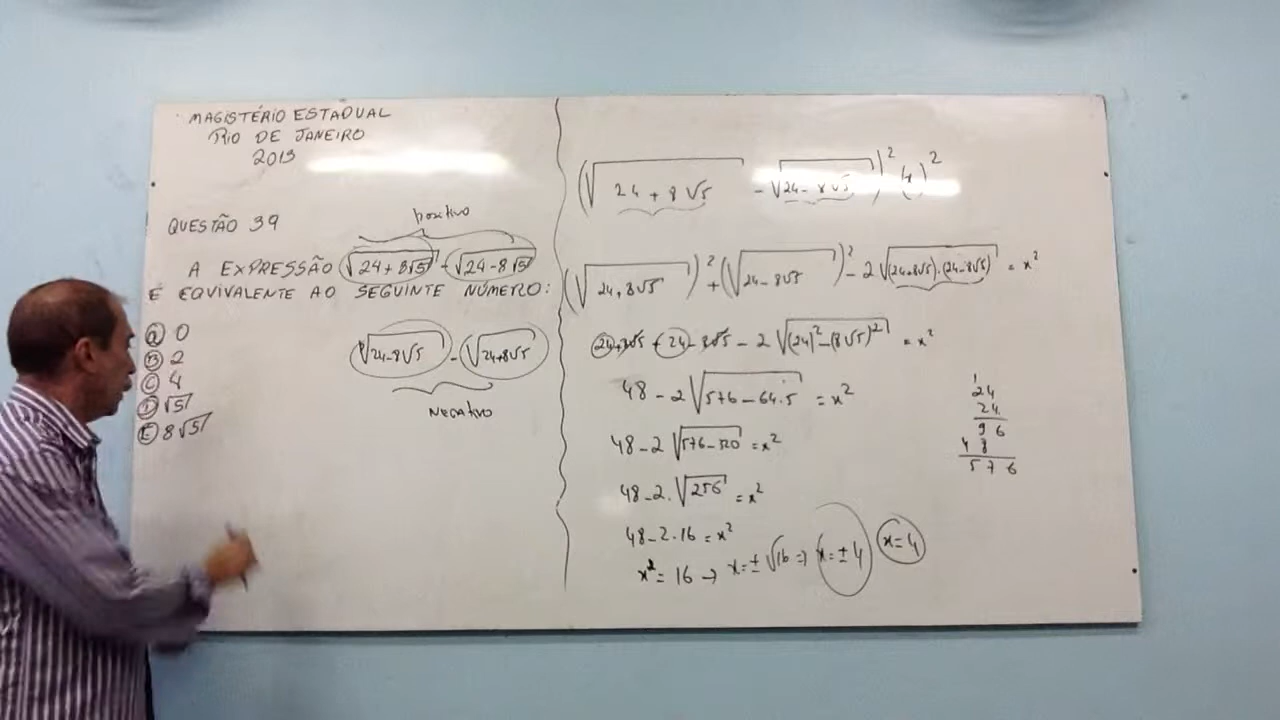 MAGISTÉRIO ESTADUAL
RIO DE JANEIRO
2013
QUESTÃO 39
positivo
A EXPRESSÃO √(24+8√5) - √(24-8√5)
É EQUIVALENTE AO SEGUINTE NÚMERO:
A 0
B 2
C 4
D √5
E 8√5
√(24-8√5) - √(24+8√5)
Negativo
(√(24+8√5) - √(24-8√5))² (x)²
(√(24+8√5))² + (√(24-8√5))² - 2√((24+8√5).(24-8√5)) = x²
24+8√5 + 24-8√5 - 2√((24)²-(8√5)²) = x²
48 - 2√(576-64.5) = x²
48-2√(576-320) = x²
48-2.√256 = x²
48-2.16 = x²
x² = 16 → x = ±√16 ⇒ x = ±4
x=4
1
24
24
96
48
576